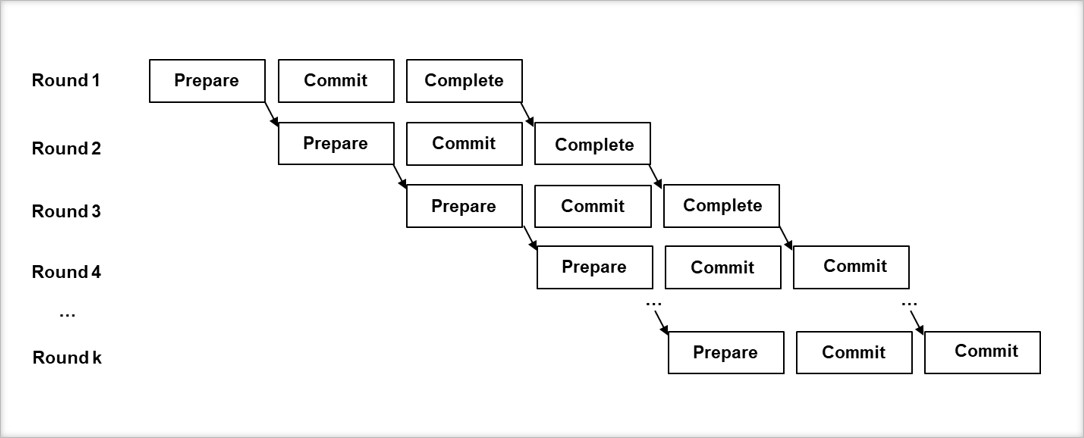 Round 1 Prepare Commit Complete
Round 2 Prepare Commit Complete
Round 3 Prepare Commit Complete
Round 4 Prepare Commit Commit
... ... ...
Round k Prepare Commit Commit